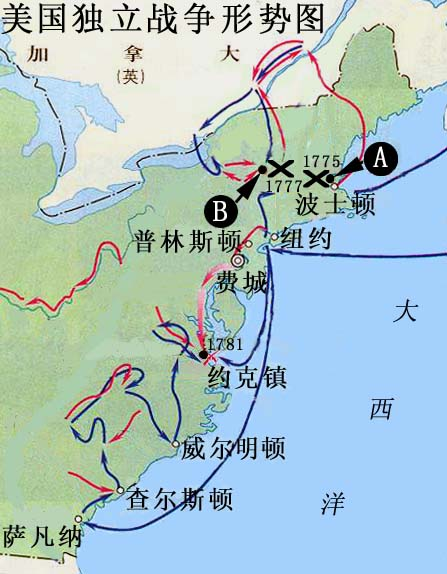 美国独立战争形势图
加 拿 大
(英)
1775
A
1777
B
波士顿
普林斯顿
纽约
费城
大
西
洋
1781
约克镇
威尔明顿
查尔斯顿
萨凡纳